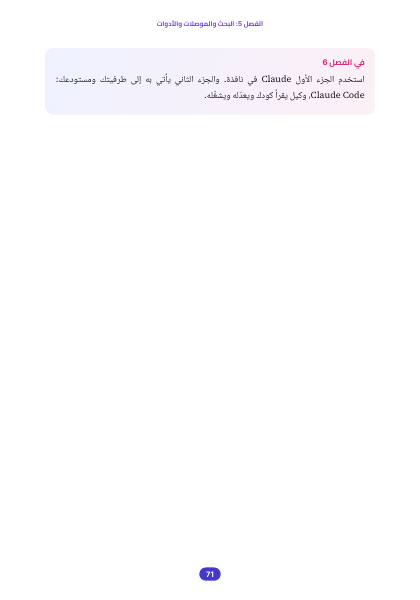 الفصل 5: البحث والموصلات والأدوات
في الفصل 6
استخدم الجزء الأول Claude في نافذة. والجزء الثاني يأتي به إلى طرفيتك ومستودعك:
Claude Code، وكيل يقرأ كودك ويعدّله ويشغّله.
71